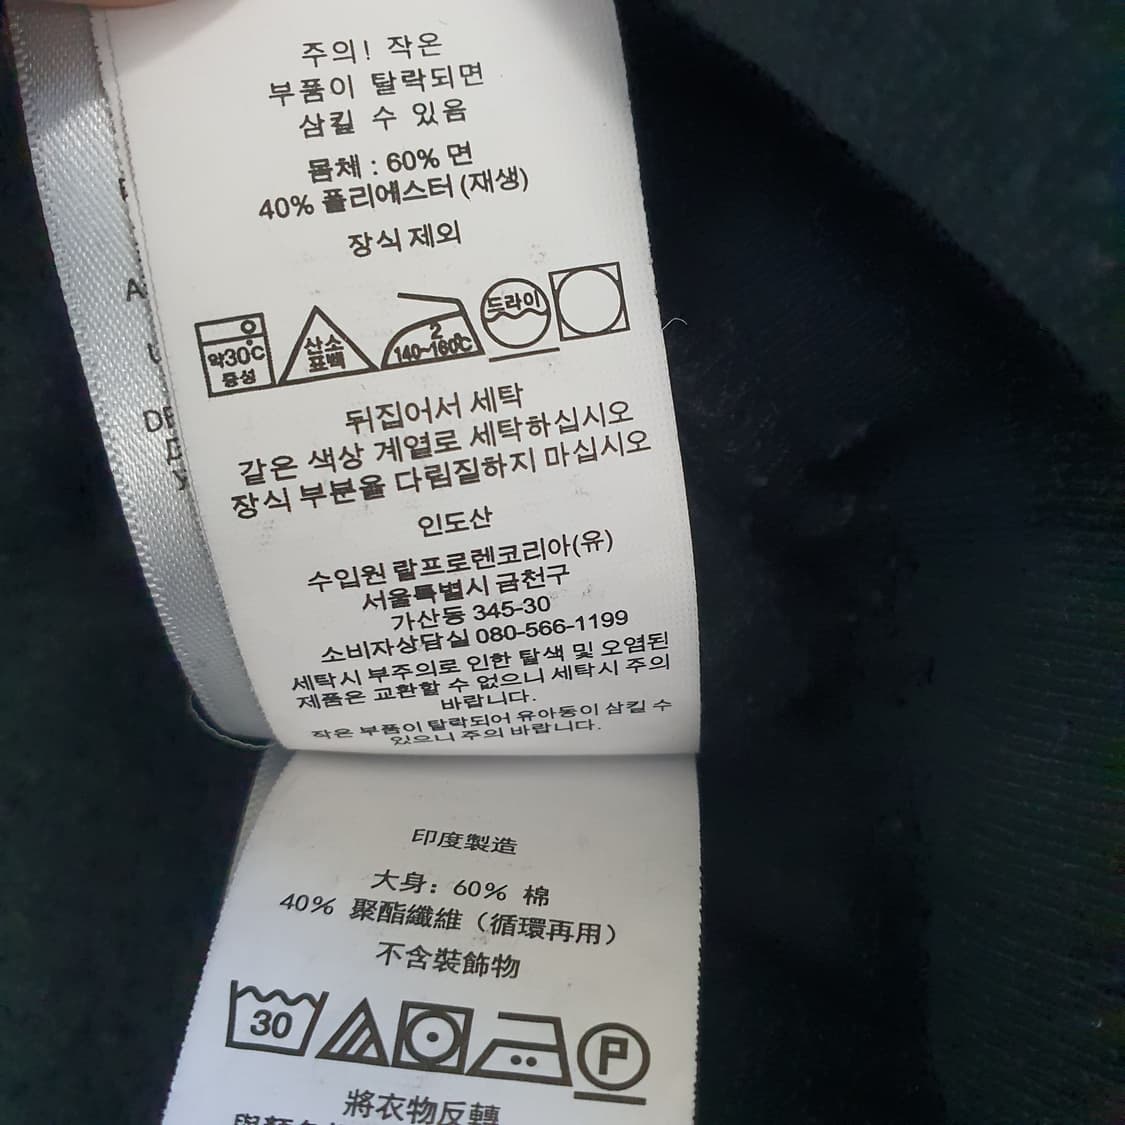 주의! 작은
부품이 탈락되면
삼킬 수 있음
몸체 : 60% 면
40% 폴리에스터 (재생)
장식 제외
약30℃
중성
산소
표백
2
140~160℃
드라이
뒤집어서 세탁
같은 색상 계열로 세탁하십시오
장식 부분을 다림질하지 마십시오
인도산
수입원 랄프로렌코리아(유)
서울특별시 금천구
가산동 345-30
소비자상담실 080-566-1199
세탁시 부주의로 인한 탈색 및 오염된
제품은 교환할 수 없으니 세탁시 주의
바랍니다.
작은 부품이 탈락되어 유아동이 삼킬 수
있으니 주의 바랍니다.
印度製造
大身: 60% 棉
40% 聚酯纖維（循環再用）
不含裝飾物
30
P
將衣物反轉